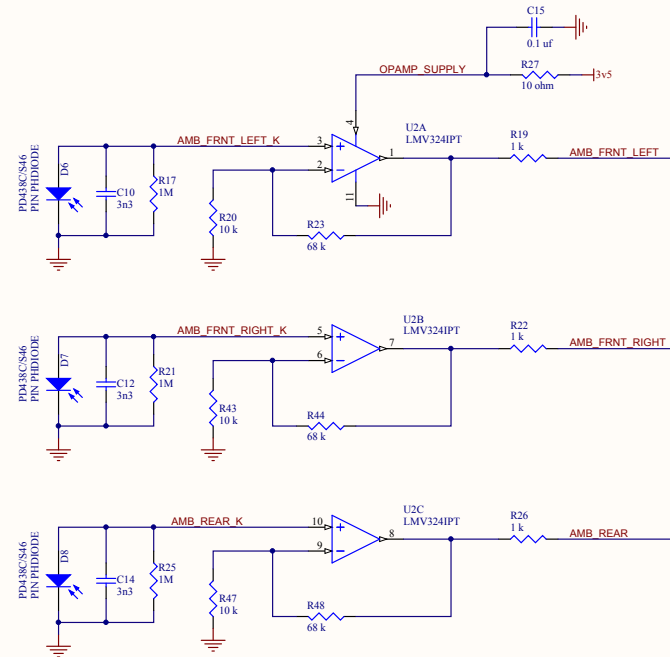 C15
0.1 uf
OPAMP_SUPPLY
R27
10 ohm
3v5
4
U2A
LMV324IPT
AMB_FRNT_LEFT_K
3
2
1
11
R19
1 k
AMB_FRNT_LEFT
PD438C/S46
PIN PHDIODE
D6
C10
3n3
R17
1M
R20
10 k
R23
68 k
AMB_FRNT_RIGHT_K
5
6
7
U2B
LMV324IPT
R22
1 k
AMB_FRNT_RIGHT
PD438C/S46
PIN PHDIODE
D7
C12
3n3
R21
1M
R43
10 k
R44
68 k
AMB_REAR_K
10
9
8
U2C
LMV324IPT
R26
1 k
AMB_REAR
PD438C/S46
PIN PHDIODE
D8
C14
3n3
R25
1M
R47
10 k
R48
68 k